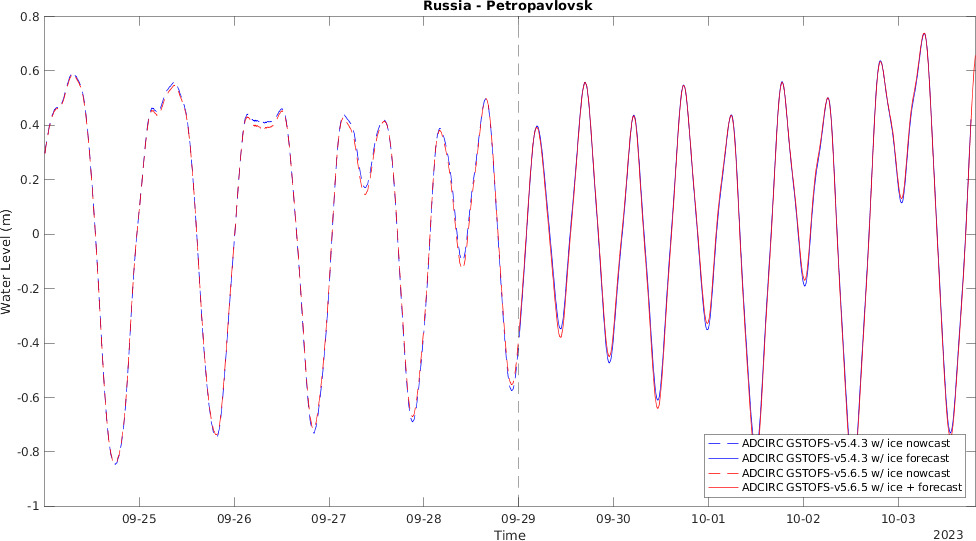 Russia - Petropavlovsk
0.8
0.6
0.4
0.2
0
-0.2
-0.4
-0.6
-0.8
-1
Water Level (m)
ADCIRC GSTOFS-v5.4.3 w/ ice nowcast
ADCIRC GSTOFS-v5.4.3 w/ ice forecast
ADCIRC GSTOFS-v5.6.5 w/ ice nowcast
ADCIRC GSTOFS-v5.6.5 w/ ice + forecast
09-25 09-26 09-27 09-28 09-29 09-30 10-01 10-02 10-03
Time
2023